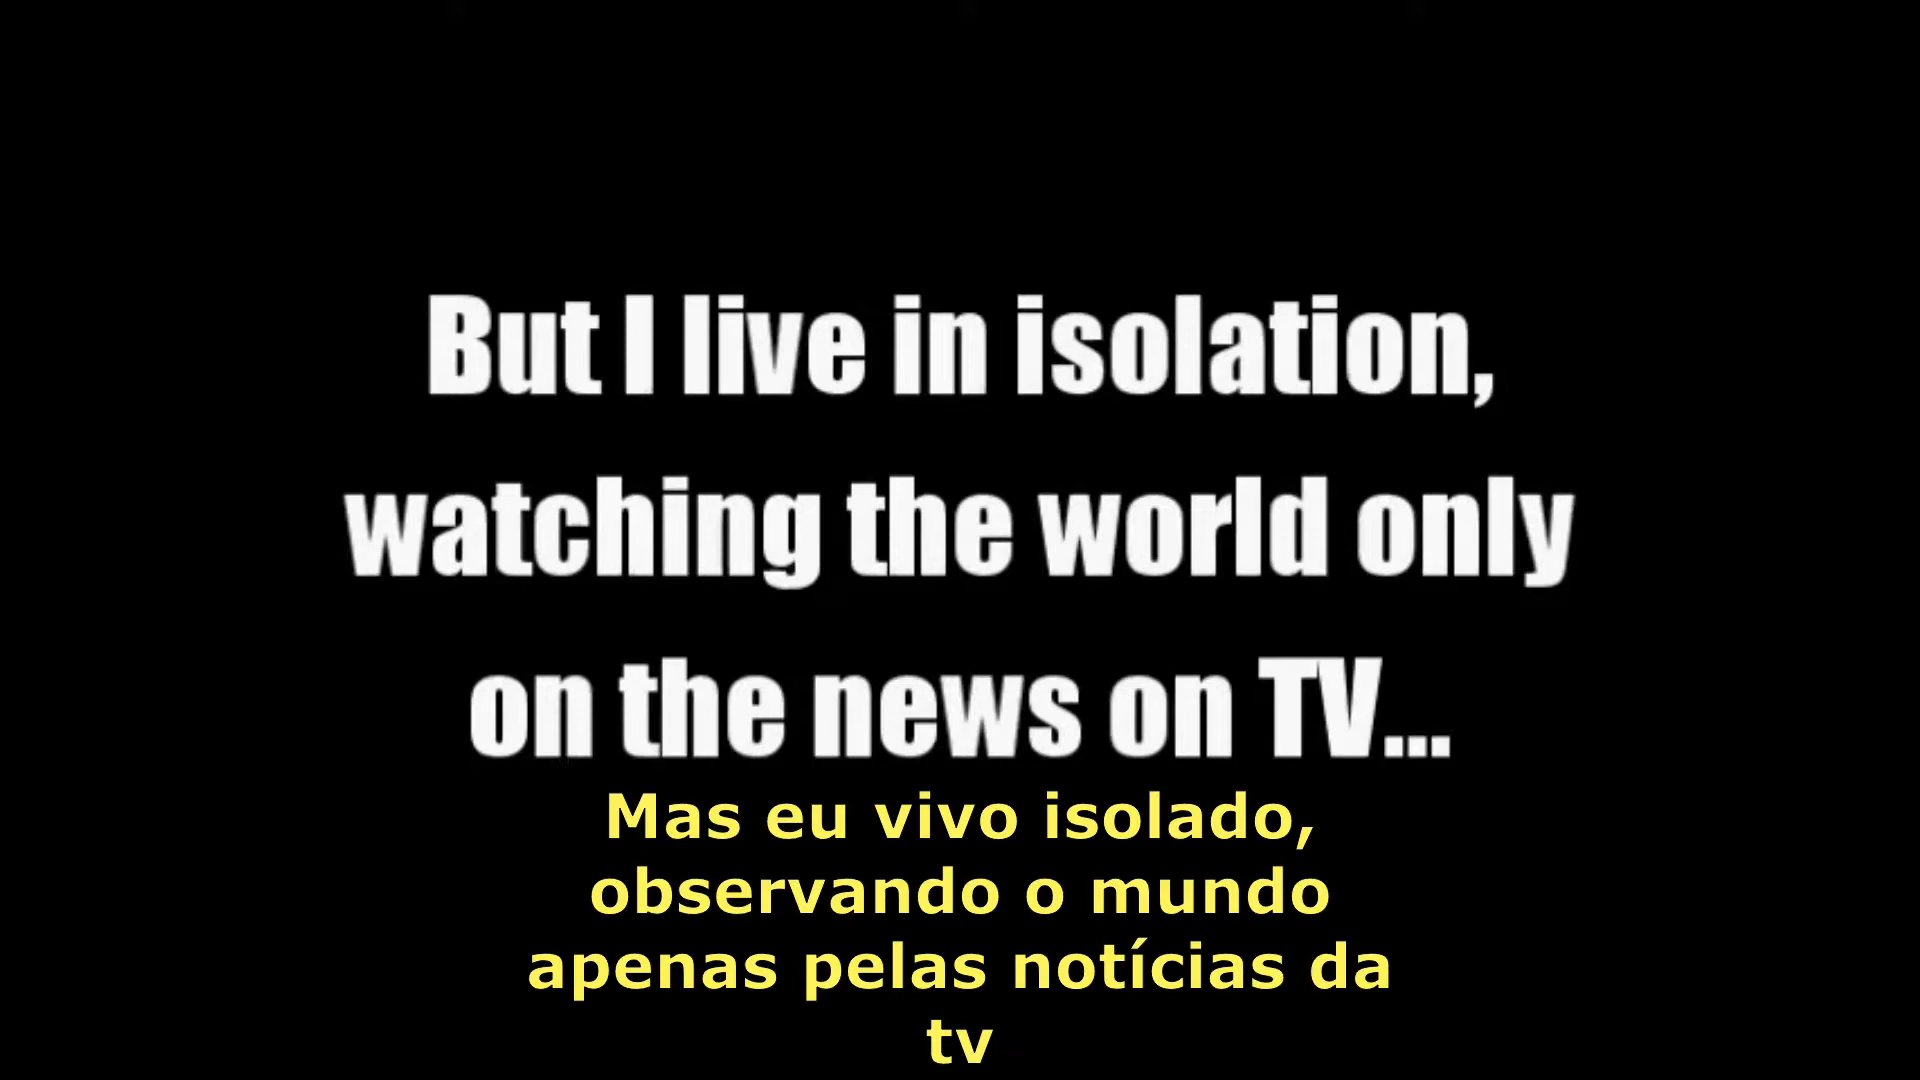 But I live in isolation,
watching the world only
on the news on TV...
Mas eu vivo isolado,
observando o mundo
apenas pelas notícias da
tv